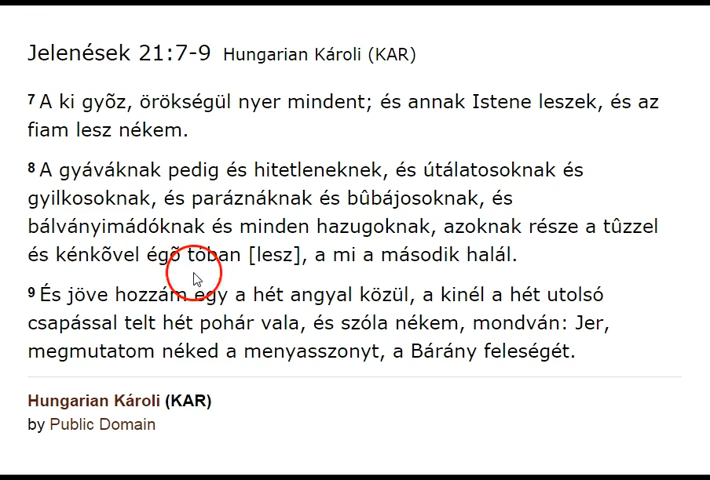 Jelenések 21:7-9 Hungarian Károli (KAR)
7 A ki gyõz, örökségül nyer mindent; és annak Istene leszek, és az
fiam lesz nékem.
8 A gyáváknak pedig és hitetleneknek, és útálatosoknak és
gyilkosoknak, és paráznáknak és bûbájosoknak, és
bálványimádóknak és minden hazugoknak, azoknak része a tûzzel
és kénkõvel égõ tóban [lesz], a mi a második halál.
9 És jöve hozzám egy a hét angyal közül, a kinél a hét utolsó
csapással telt hét pohár vala, és szóla nékem, mondván: Jer,
megmutatom néked a menyasszonyt, a Bárány feleségét.
Hungarian Károli (KAR)
by Public Domain